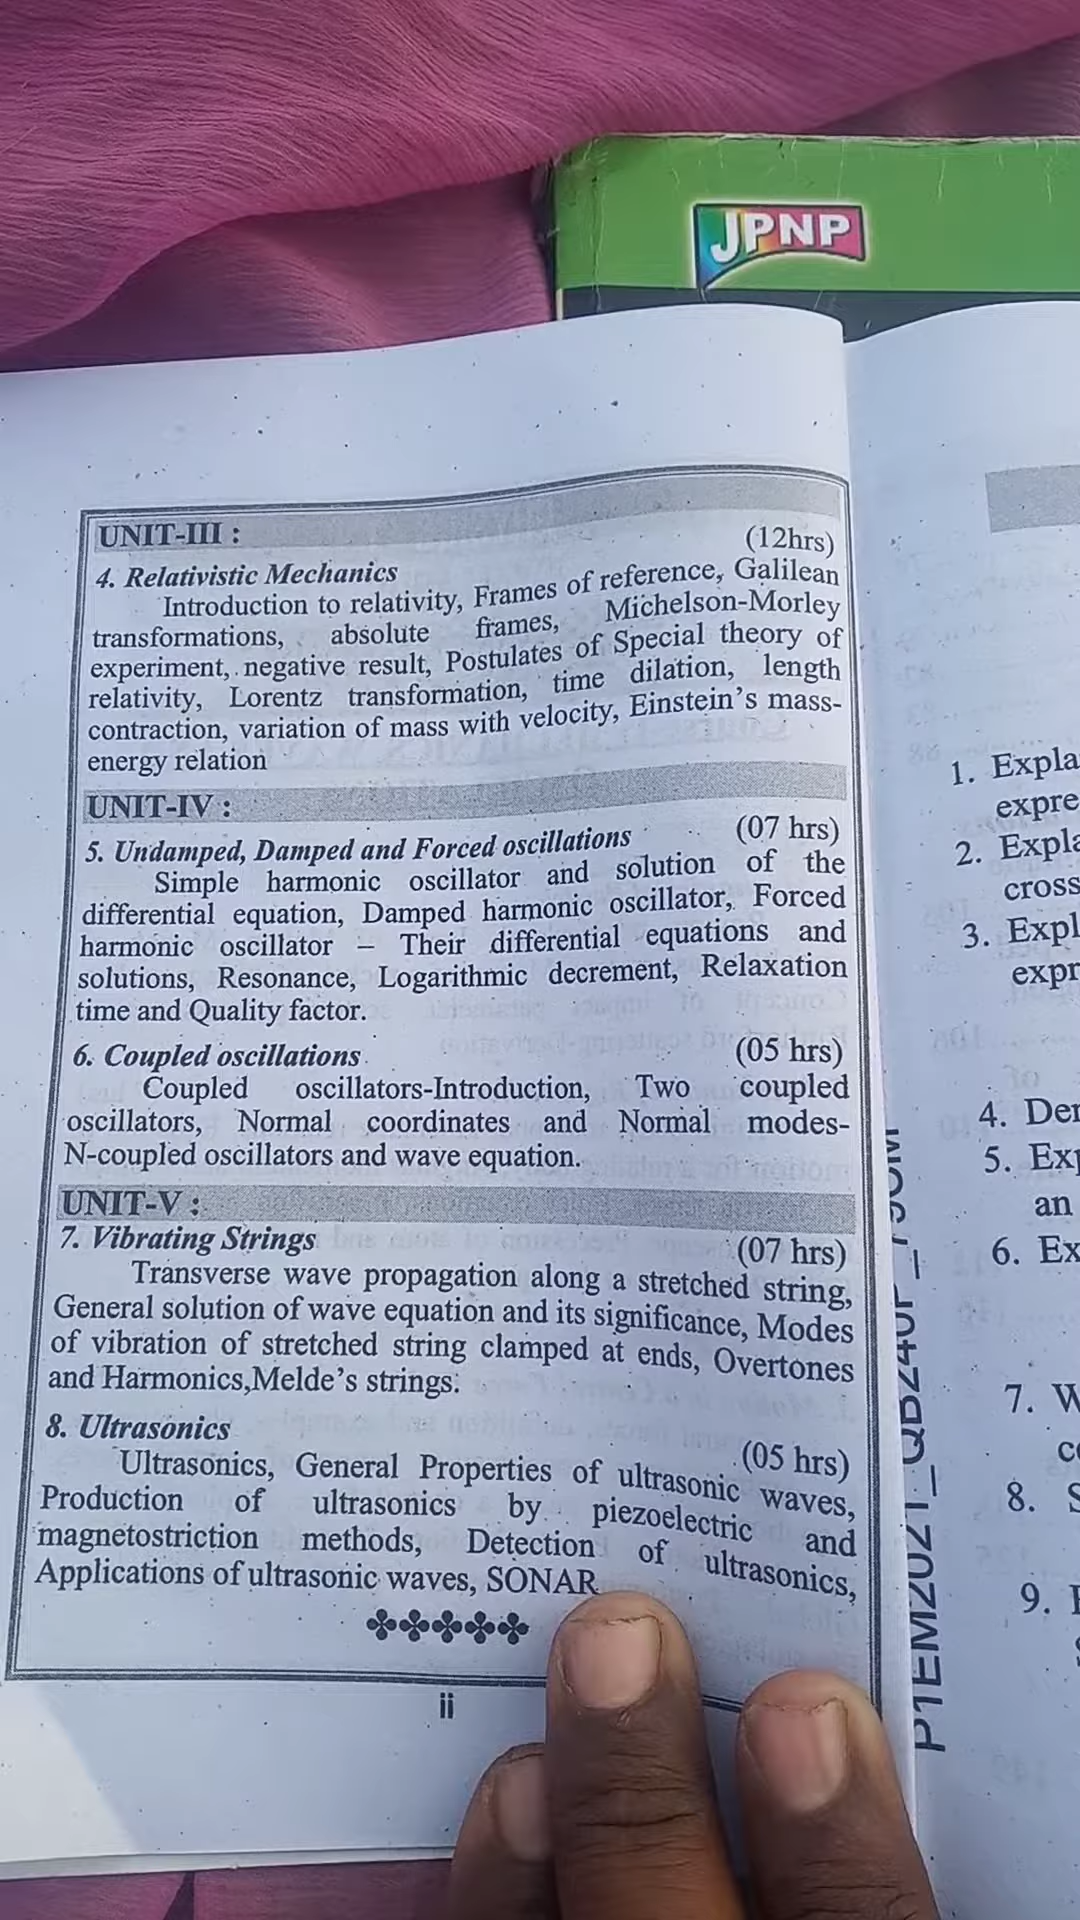 JPNP
UNIT-III :
(12hrs)
4. Relativistic Mechanics
Introduction to relativity, Frames of reference, Galilean
transformations, absolute frames, Michelson-Morley
experiment, negative result, Postulates of Special theory of
relativity, Lorentz transformation, time dilation, length
contraction, variation of mass with velocity, Einstein's mass-
energy relation
UNIT-IV :
5. Undamped, Damped and Forced oscillations (07 hrs)
Simple harmonic oscillator and solution of the
differential equation, Damped harmonic oscillator, Forced
harmonic oscillator – Their differential equations and
solutions, Resonance, Logarithmic decrement, Relaxation
time and Quality factor.
6. Coupled oscillations (05 hrs)
Coupled oscillators-Introduction, Two coupled
oscillators, Normal coordinates and Normal modes-
N-coupled oscillators and wave equation.
UNIT-V :
7. Vibrating Strings (07 hrs)
Transverse wave propagation along a stretched string,
General solution of wave equation and its significance, Modes
of vibration of stretched string clamped at ends, Overtones
and Harmonics,Melde's strings.
8. Ultrasonics (05 hrs)
Ultrasonics, General Properties of ultrasonic waves,
Production of ultrasonics by piezoelectric and
magnetostriction methods, Detection of ultrasonics,
Applications of ultrasonic waves, SONAR
ii
1. Expla
expre
2. Expla
cross
3. Expl
expr
4. Der
5. Exp
an
6. Ex
7. W
co
8. S
9.